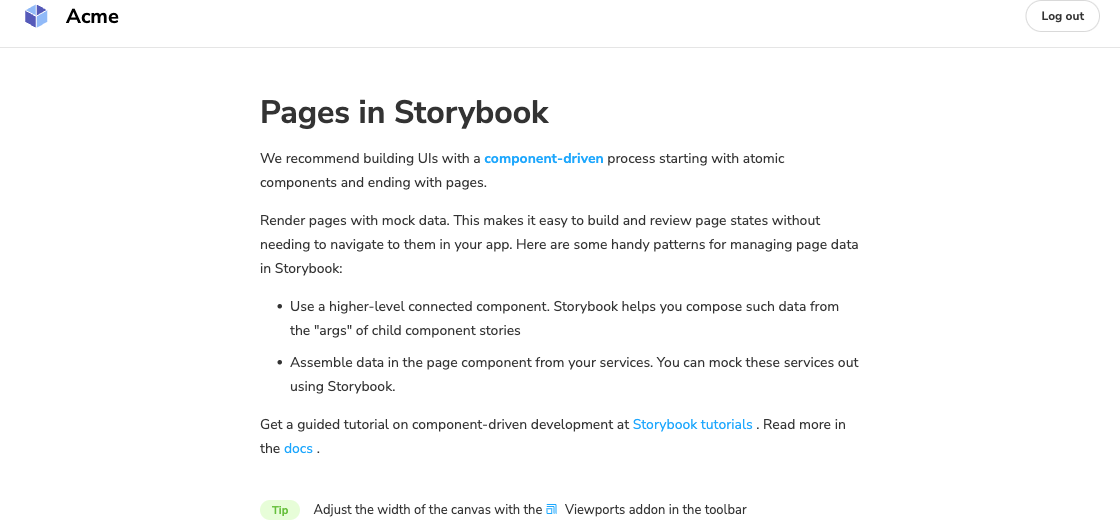 Acme
Log out
Pages in Storybook
We recommend building UIs with a component-driven process starting with atomic
components and ending with pages.
Render pages with mock data. This makes it easy to build and review page states without
needing to navigate to them in your app. Here are some handy patterns for managing page data
in Storybook:
• Use a higher-level connected component. Storybook helps you compose such data from
the "args" of child component stories
• Assemble data in the page component from your services. You can mock these services out
using Storybook.
Get a guided tutorial on component-driven development at Storybook tutorials . Read more in
the docs .
Tip Adjust the width of the canvas with the Viewports addon in the toolbar